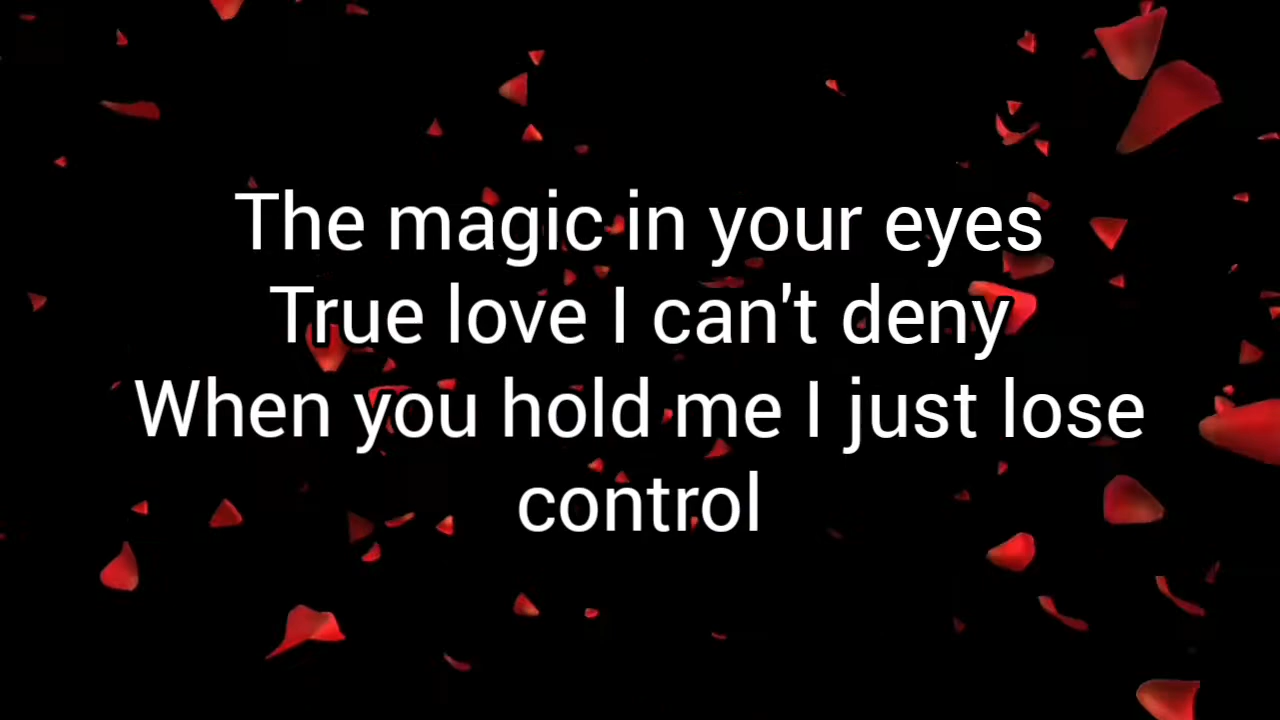 The magic in your eyes
True love I can't deny
When you hold me I just lose
control